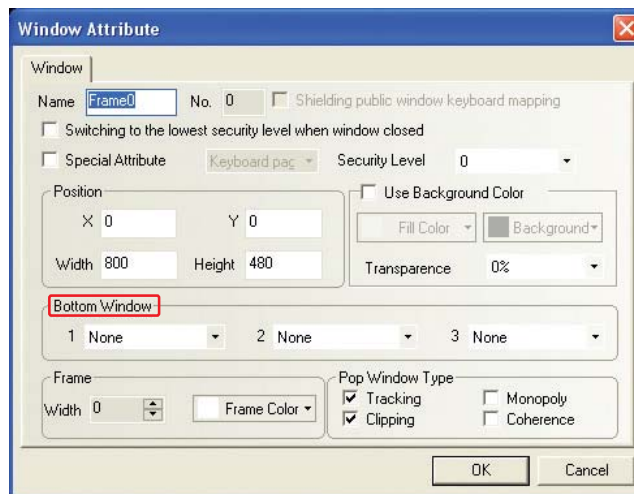 Window Attribute
Window
Name Frame0 No. 0 Shielding public window keyboard mapping
Switching to the lowest security level when window closed
Special Attribute Keyboard pag Security Level 0
Position Use Background Color
X 0 Y 0 Fill Color Background
Width 800 Height 480 Transparence 0%
Bottom Window
1 None 2 None 3 None
Frame Pop Window Type
Width 0 Frame Color Tracking Monopoly
Clipping Coherence
OK Cancel